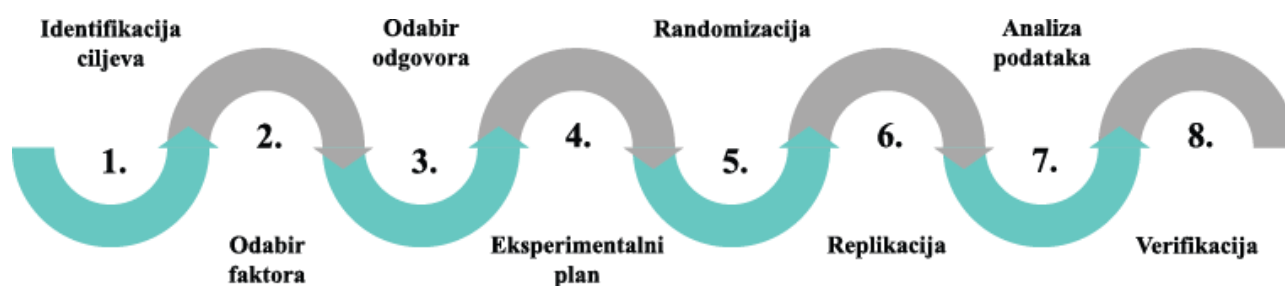 Identifikacija
ciljeva
1.
Odabir
faktora
2.
Odabir
odgovora
3.
Eksperimentalni
plan
4.
Randomizacija
5.
Replikacija
6.
Analiza
podataka
7.
Verifikacija
8.